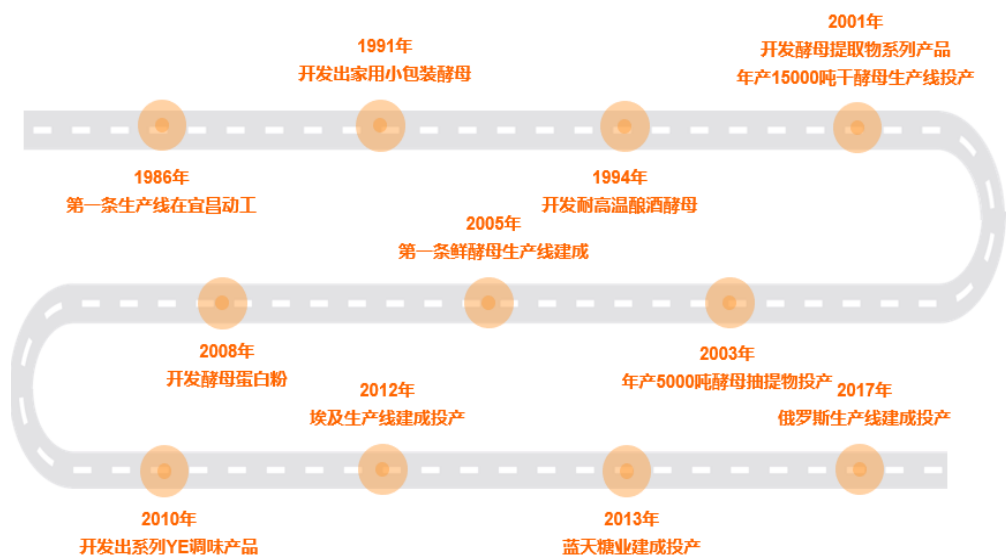 1986年
第一条生产线在宜昌动工
1991年
开发出家用小包装酵母
1994年
开发耐高温酿酒酵母
2001年
开发酵母提取物系列产品
年产15000吨干酵母生产线投产
2003年
年产5000吨酵母抽提物投产
2005年
第一条鲜酵母生产线建成
2008年
开发酵母蛋白粉
2010年
开发出系列YE调味产品
2012年
埃及生产线建成投产
2013年
蓝天糖业建成投产
2017年
俄罗斯生产线建成投产